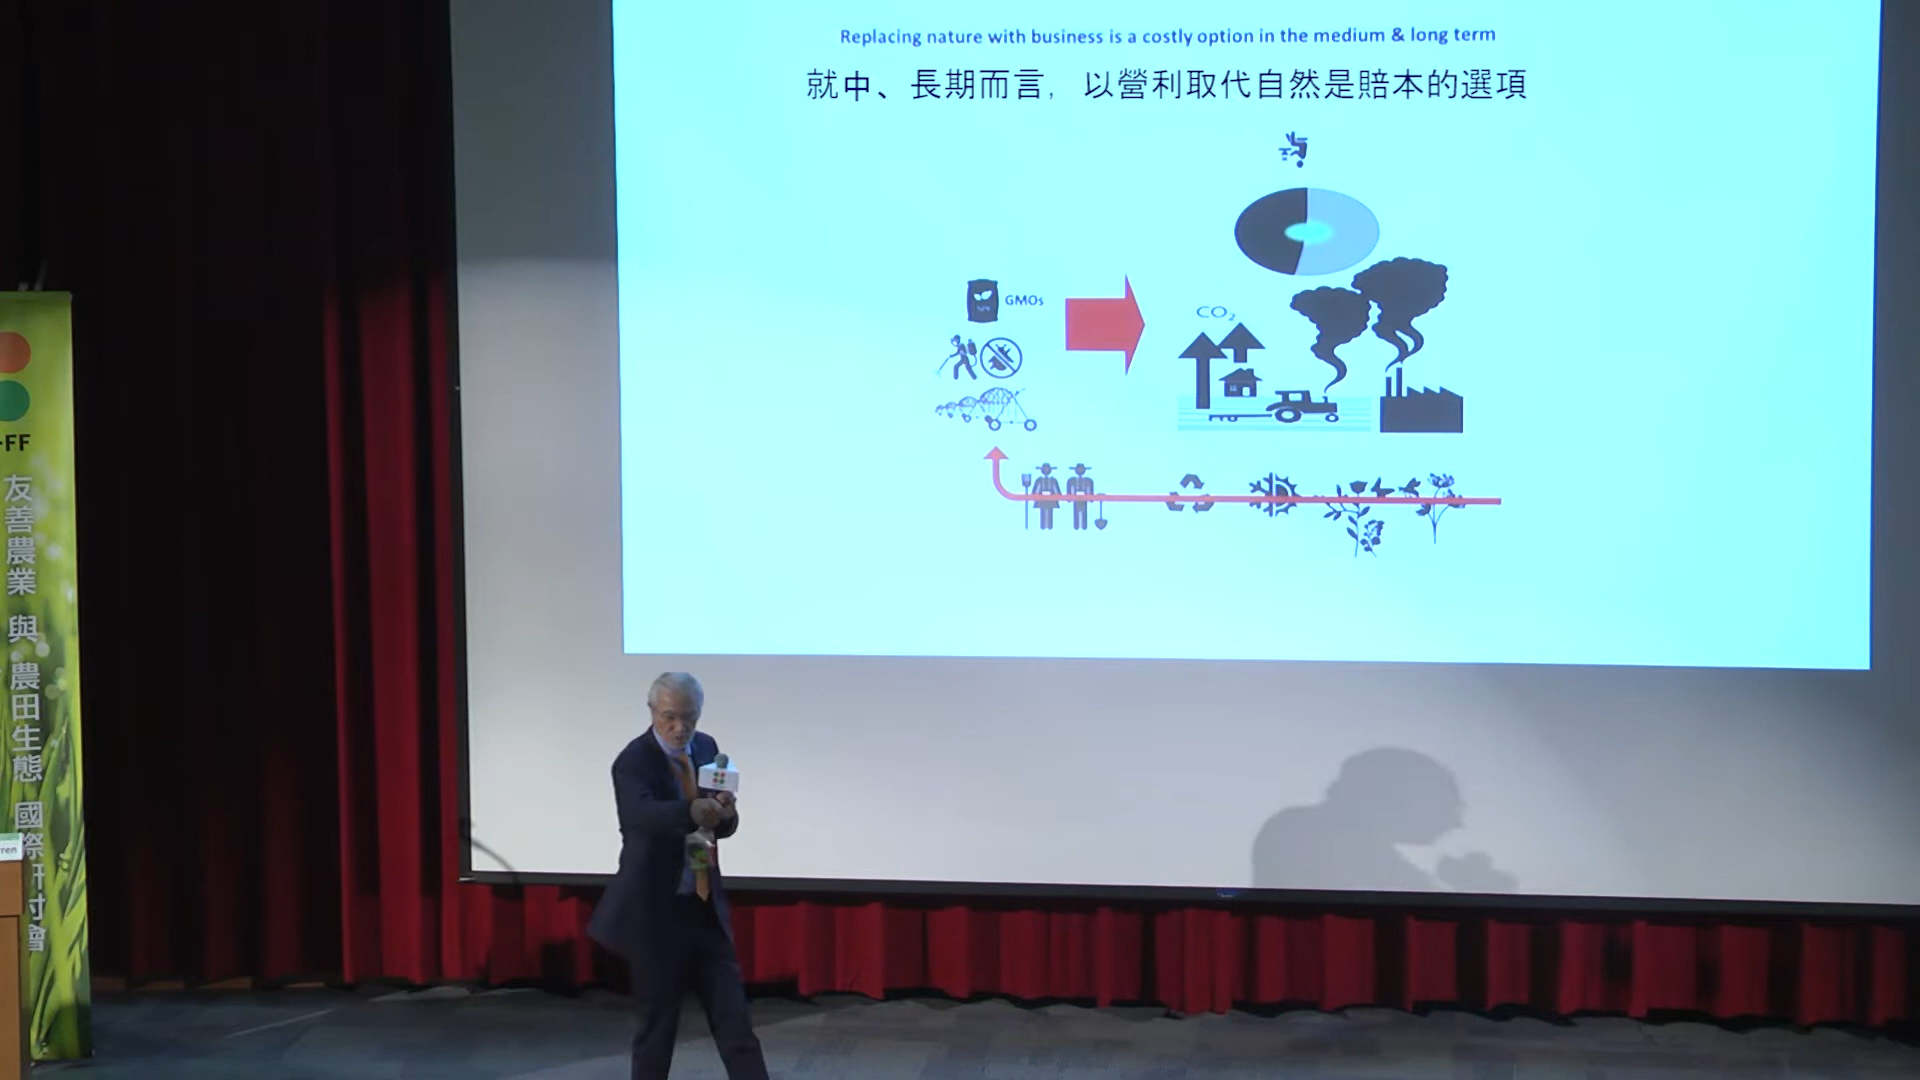 Replacing nature with business is a costly option in the medium & long term
就中、長期而言, 以營利取代自然是賠本的選項
GMOs
CO₂
-FF
友善農業 與 農田生態 國際研討會
ren